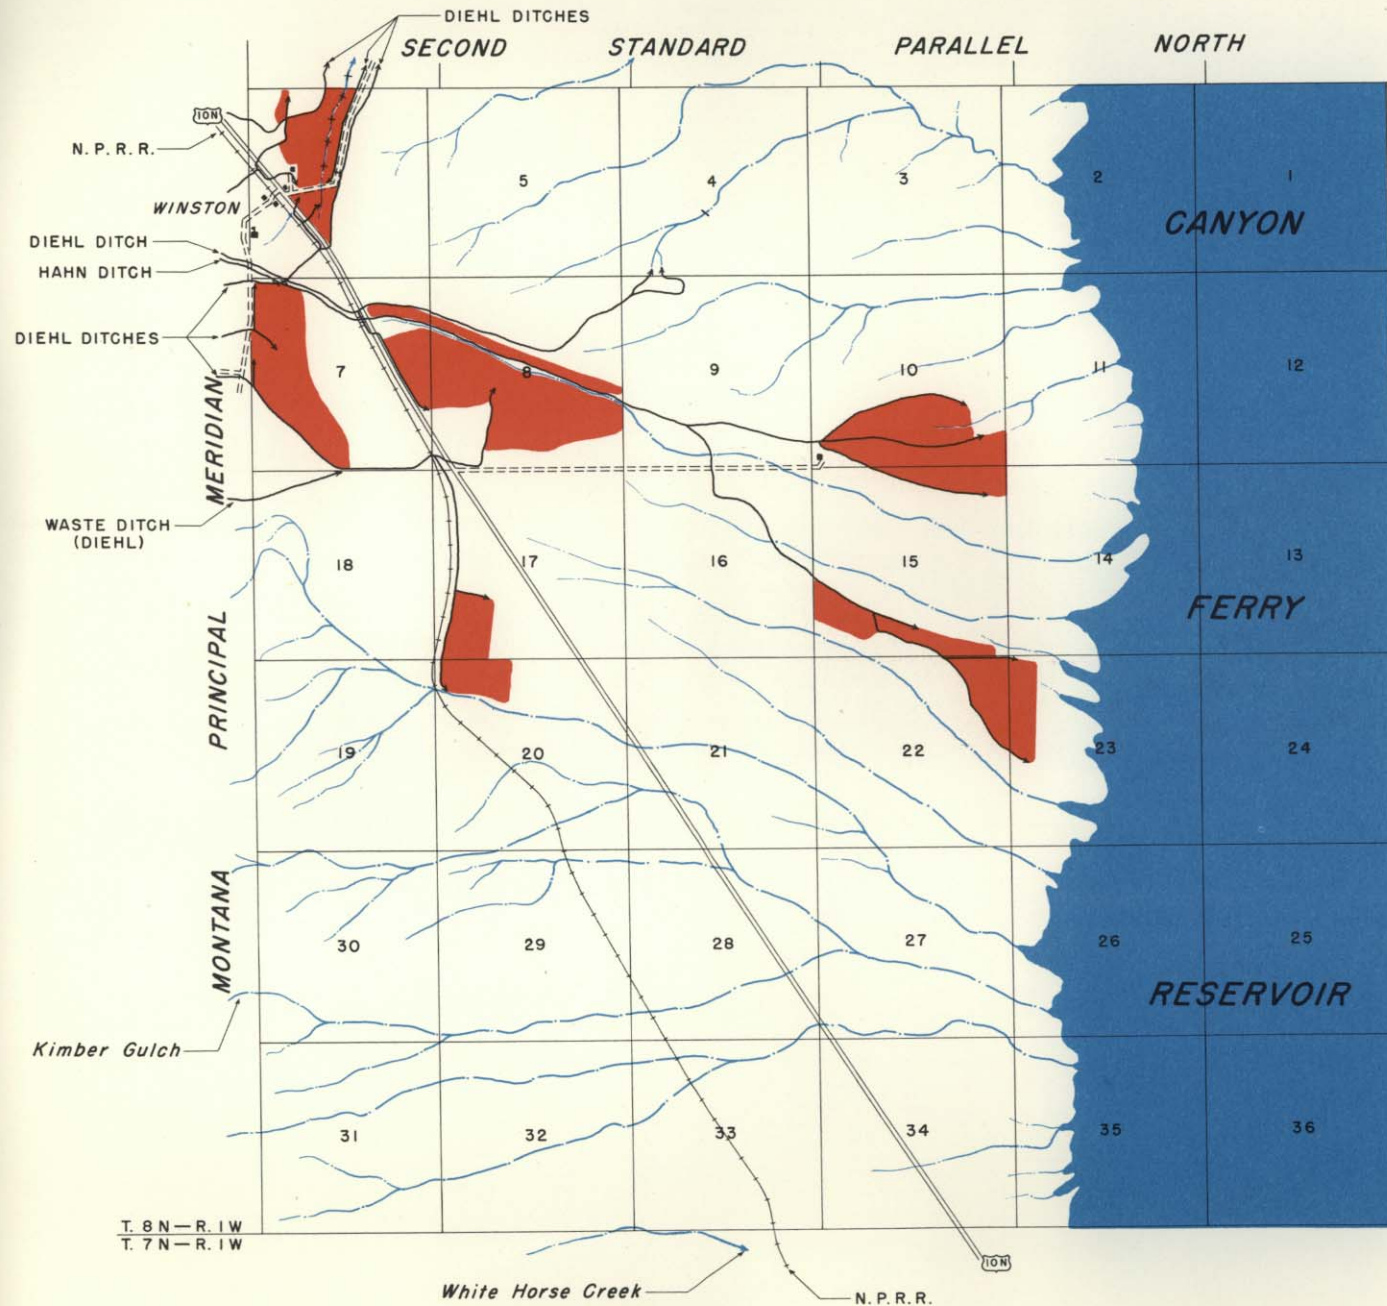 DIEHL DITCHES
SECOND STANDARD PARALLEL NORTH
10N
N. P. R. R.
5 4 3 2 1
WINSTON
CANYON
DIEHL DITCH
HAHN DITCH
DIEHL DITCHES
7 8 9 10 11 12
MERIDIAN
WASTE DITCH
(DIEHL)
18 17 16 15 14 13
FERRY
PRINCIPAL
19 20 21 22 23 24
MONTANA
30 29 28 27 26 25
RESERVOIR
Kimber Gulch
31 32 33 34 35 36
T. 8 N — R. 1 W
T. 7 N — R. 1 W
10N
White Horse Creek
N. P. R. R.